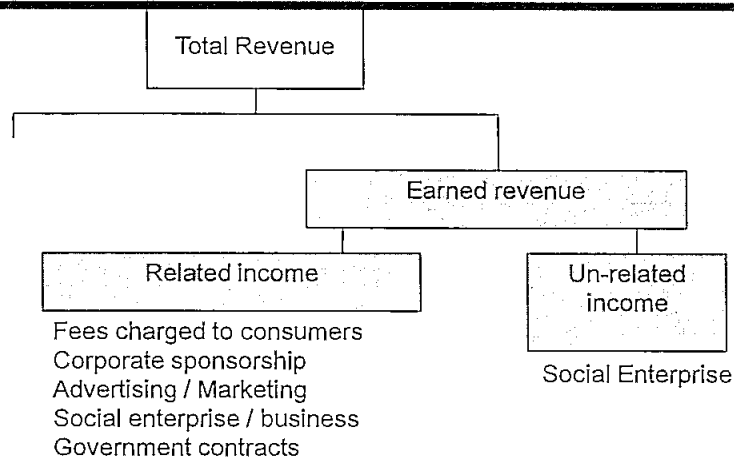 Total Revenue
Earned revenue
Related income
Un-related
income
Fees charged to consumers
Corporate sponsorship
Advertising / Marketing
Social enterprise / business
Government contracts
Social Enterprise